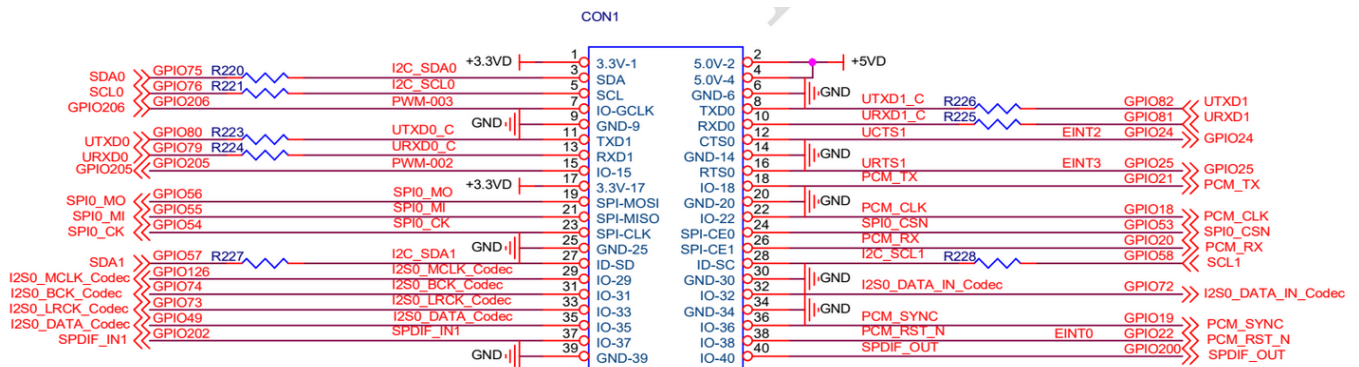 CON1
+3.3VD 1 3.3V-1 5.0V-2 2 +5VD
SDA0 GPIO75 R220 I2C_SDA0 3 SDA 5.0V-4 4
SCL0 GPIO76 R221 I2C_SCL0 5 SCL GND-6 6 GND
GPIO206 GPIO206 PWM-003 7 IO-GCLK TXD0 8 UTXD1_C R226 GPIO82 UTXD1
GND 9 GND-9 RXD0 10 URXD1_C R225 GPIO81 URXD1
UTXD0 GPIO80 R223 UTXD0_C 11 TXD1 CTS0 12 UCTS1 EINT2 GPIO24 GPIO24
URXD0 GPIO79 R224 URXD0_C 13 RXD1 GND-14 14 GND
GPIO205 GPIO205 PWM-002 15 IO-15 RTS0 16 URTS1 EINT3 GPIO25 GPIO25
+3.3VD 17 3.3V-17 IO-18 18 PCM_TX GPIO21 PCM_TX
SPI0_MO GPIO56 SPI0_MO 19 SPI-MOSI GND-20 20 GND
SPI0_MI GPIO55 SPI0_MI 21 SPI-MISO IO-22 22 PCM_CLK GPIO18 PCM_CLK
SPI0_CK GPIO54 SPI0_CK 23 SPI-CLK SPI-CE0 24 SPI0_CSN GPIO53 SPI0_CSN
GND 25 GND-25 SPI-CE1 26 PCM_RX GPIO20 PCM_RX
SDA1 GPIO57 R227 I2C_SDA1 27 ID-SD ID-SC 28 I2C_SCL1 R228 GPIO58 SCL1
I2S0_MCLK_Codec GPIO126 I2S0_MCLK_Codec 29 IO-29 GND-30 30 GND
I2S0_BCK_Codec GPIO74 I2S0_BCK_Codec 31 IO-31 IO-32 32 I2S0_DATA_IN_Codec GPIO72 I2S0_DATA_IN_Codec
I2S0_LRCK_Codec GPIO73 I2S0_LRCK_Codec 33 IO-33 GND-34 34 GND
I2S0_DATA_Codec GPIO49 I2S0_DATA_Codec 35 IO-35 IO-36 36 PCM_SYNC GPIO19 PCM_SYNC
SPDIF_IN1 GPIO202 SPDIF_IN1 37 IO-37 IO-38 38 PCM_RST_N EINT0 GPIO22 PCM_RST_N
GND 39 GND-39 IO-40 40 SPDIF_OUT GPIO200 SPDIF_OUT